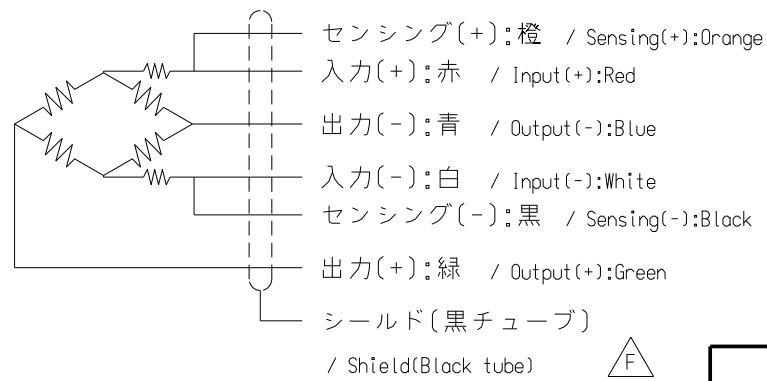 センシング(+):橙 / Sensing(+):Orange
入力(+):赤 / Input(+):Red
出力(-):青 / Output(-):Blue
入力(-):白 / Input(-):White
センシング(-):黒 / Sensing(-):Black
出力(+):緑 / Output(+):Green
シールド(黒チューブ)
/ Shield(Black tube)
F